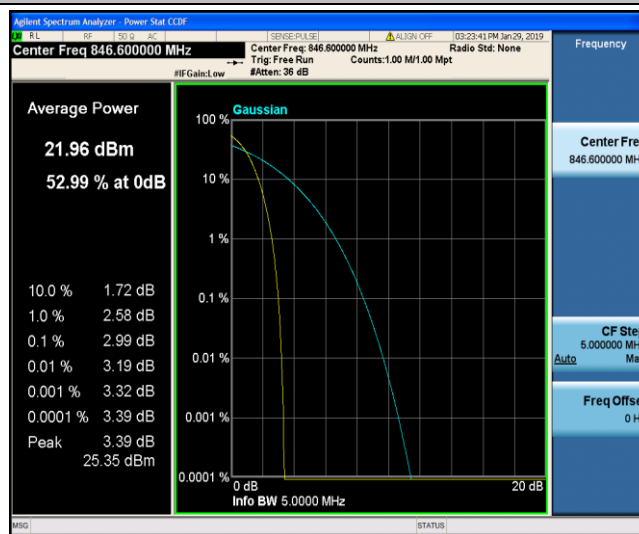 Agilent Spectrum Analyzer - Power Stat CCDF
RL RF 50 Ω AC SENSE:PULSE ALIGN OFF 03:23:41 PM Jan 29, 2019
Center Freq 846.600000 MHz
Center Freq: 846.600000 MHz Radio Std: None
Trig: Free Run Counts:1.00 M/1.00 Mpt
#IFGain:Low #Atten: 36 dB
Frequency
Average Power
21.96 dBm
52.99 % at 0dB
10.0 % 1.72 dB
1.0 % 2.58 dB
0.1 % 2.99 dB
0.01 % 3.19 dB
0.001 % 3.32 dB
0.0001 % 3.39 dB
Peak 3.39 dB
25.35 dBm
Gaussian
100 %
10 %
1 %
0.1 %
0.01 %
0.001 %
0.0001 %
0 dB 20 dB
Info BW 5.0000 MHz
Center Fre
846.600000 MH
CF Ste
5.000000 MH
Auto Ma
Freq Offse
0 H
MSG STATUS